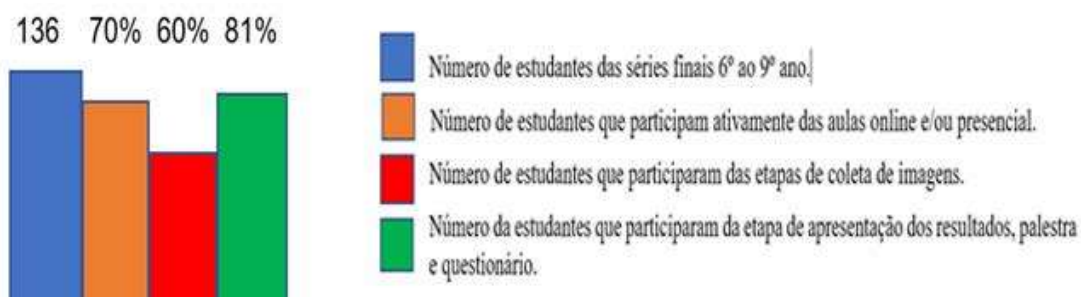 136 70% 60% 81%
Número de estudantes das séries finais 6º ao 9º ano.
Número de estudantes que participam ativamente das aulas online e/ou presencial.
Número de estudantes que participaram das etapas de coleta de imagens.
Número da estudantes que participaram da etapa de apresentação dos resultados, palestra
e questionário.